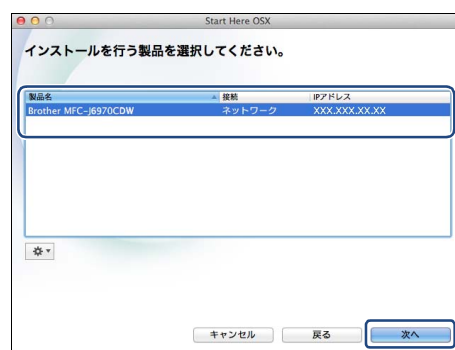 Start Here OSX
インストールを行う製品を選択してください。
製品名 接続 IPアドレス
Brother MFC-J6970CDW ネットワーク XXX.XXX.XX.XX
キャンセル 戻る 次へ